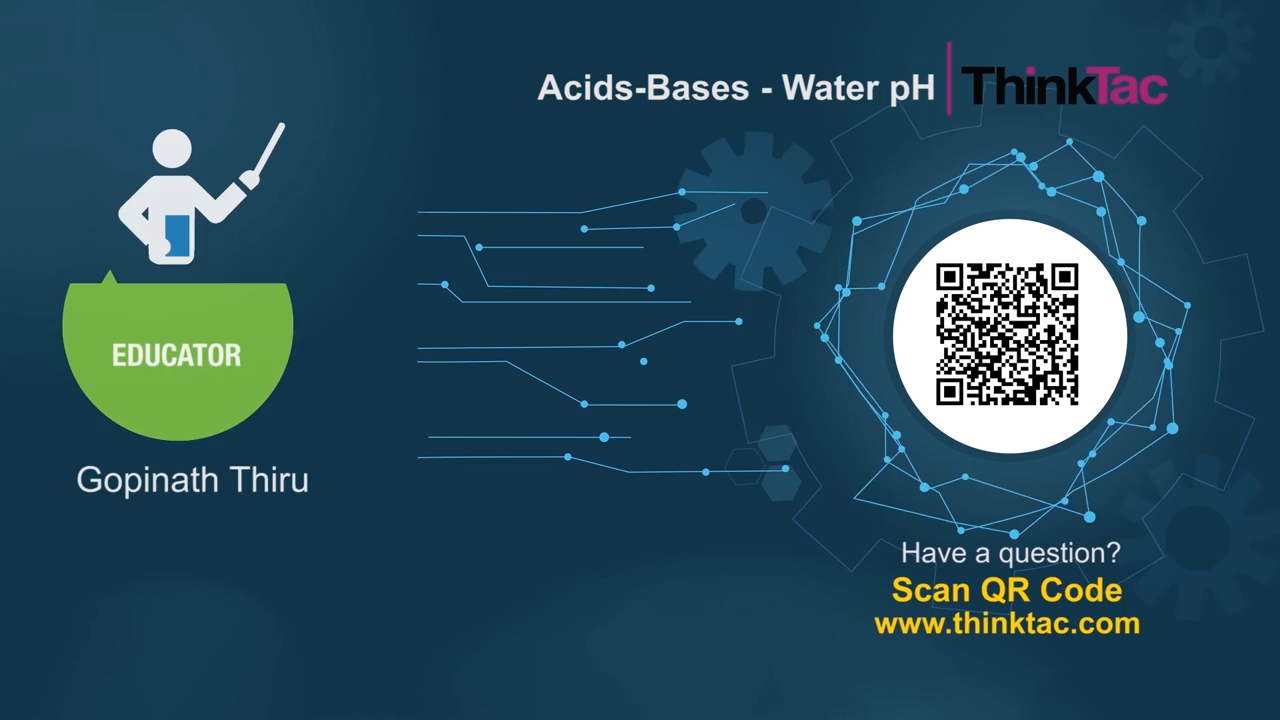 Acids-Bases - Water pH
ThinkTac
EDUCATOR
Gopinath Thiru
Have a question?
Scan QR Code
www.thinktac.com